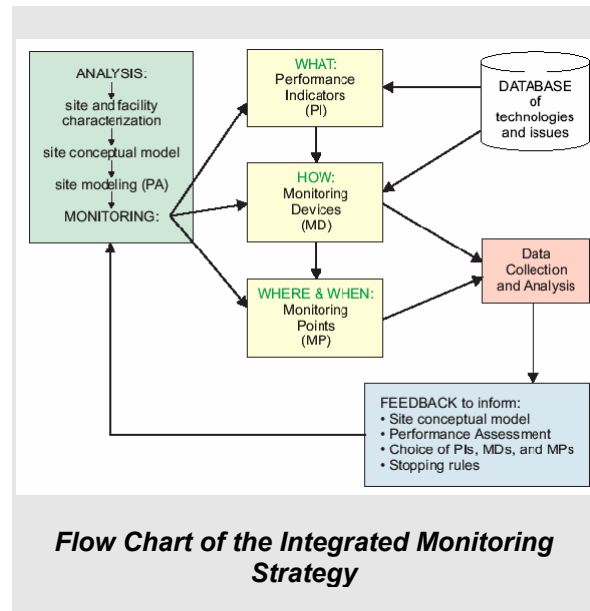 ANALYSIS:
site and facility
characterization
site conceptual model
site modeling (PA)
MONITORING:
WHAT:
Performance
Indicators
(PI)
HOW:
Monitoring
Devices
(MD)
WHERE & WHEN:
Monitoring
Points
(MP)
DATABASE
of
technologies
and issues
Data
Collection
and Analysis
FEEDBACK to inform:
• Site conceptual model
• Performance Assessment
• Choice of PIs, MDs, and MPs
• Stopping rules
Flow Chart of the Integrated Monitoring
Strategy